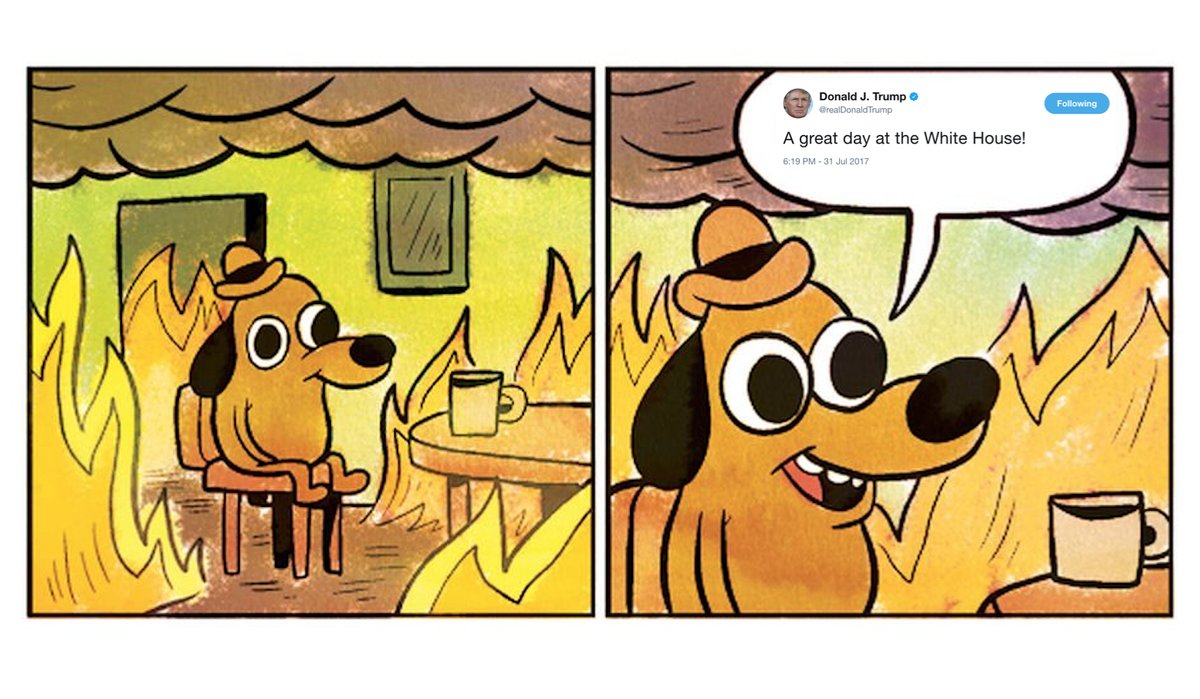 Donald J. Trump
@realDonaldTrump
Following
A great day at the White House!
6:19 PM - 31 Jul 2017